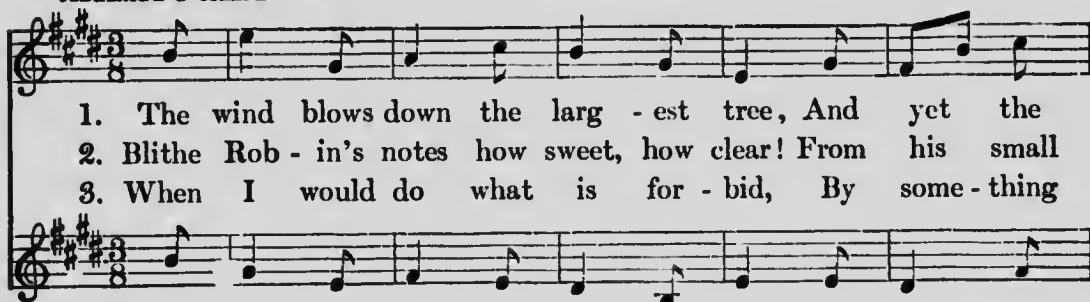 1. The wind blows down the larg - est tree, And yet the
2. Blithe Rob - in's notes how sweet, how clear! From his small
3. When I would do what is for - bid, By some - thing